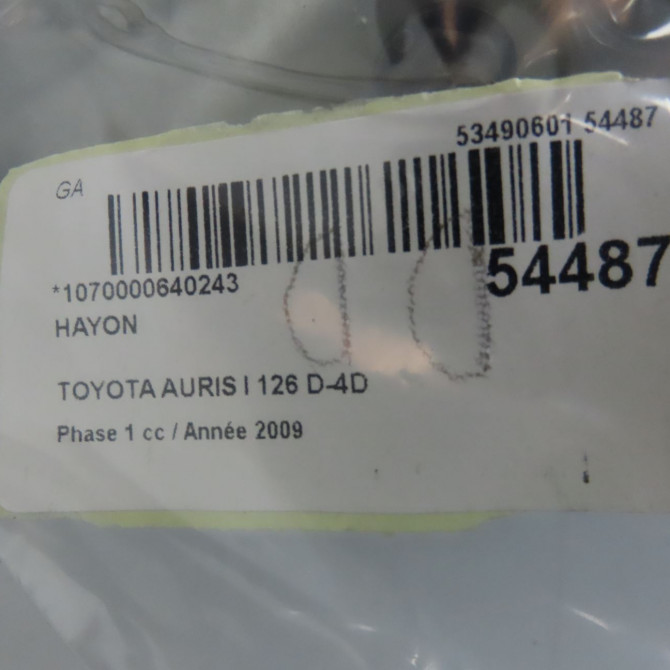 53490601 54487
GA
54487
*1070000640243
HAYON
TOYOTA AURIS I 126 D-4D
Phase 1 cc / Année 2009